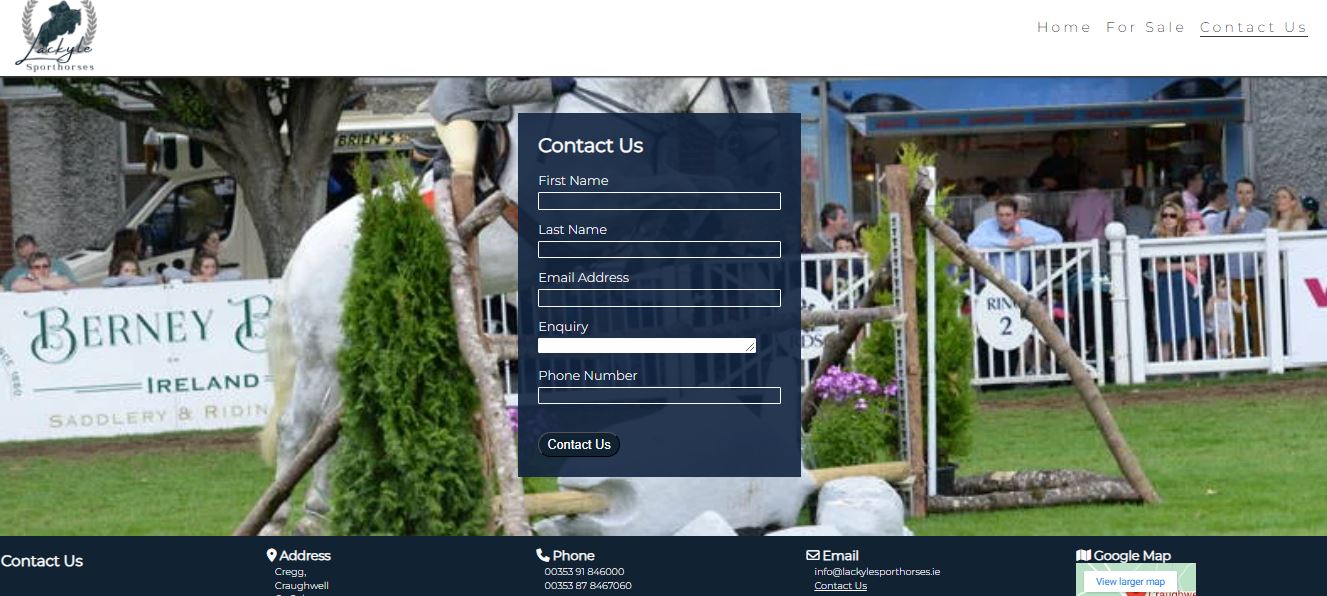 Lackyle
Sporthorses
Home For Sale Contact Us
BRIEN'S
Contact Us
First Name
Last Name
Email Address
Enquiry
Phone Number
Contact Us
BERNEY B
IRELAND
SADDLERY & RIDIN
RING
2
RDS
Contact Us
Address
Cregg,
Craughwell
Phone
00353 91 846000
00353 87 8467060
Email
info@lackylesporthorses.ie
Contact Us
Google Map
View larger map
Craughwe